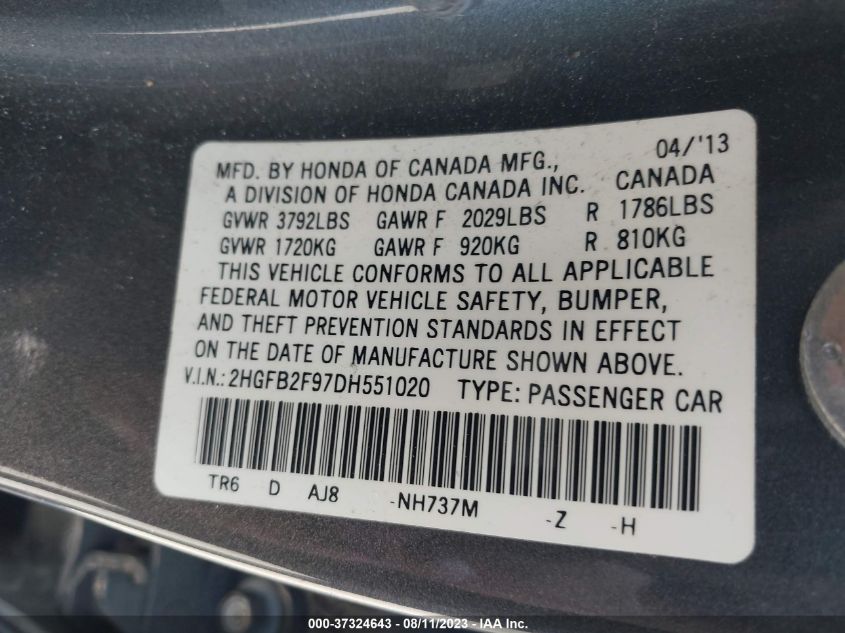 04/'13
MFD. BY HONDA OF CANADA MFG.,
A DIVISION OF HONDA CANADA INC. CANADA
GVWR 3792LBS GAWR F 2029LBS R 1786LBS
GVWR 1720KG GAWR F 920KG R 810KG
THIS VEHICLE CONFORMS TO ALL APPLICABLE
FEDERAL MOTOR VEHICLE SAFETY, BUMPER,
AND THEFT PREVENTION STANDARDS IN EFFECT
ON THE DATE OF MANUFACTURE SHOWN ABOVE.
V.I.N.: 2HGFB2F97DH551020 TYPE: PASSENGER CAR
TR6 D AJ8 -NH737M -Z -H
000-37324643 - 08/11/2023 - IAA Inc.